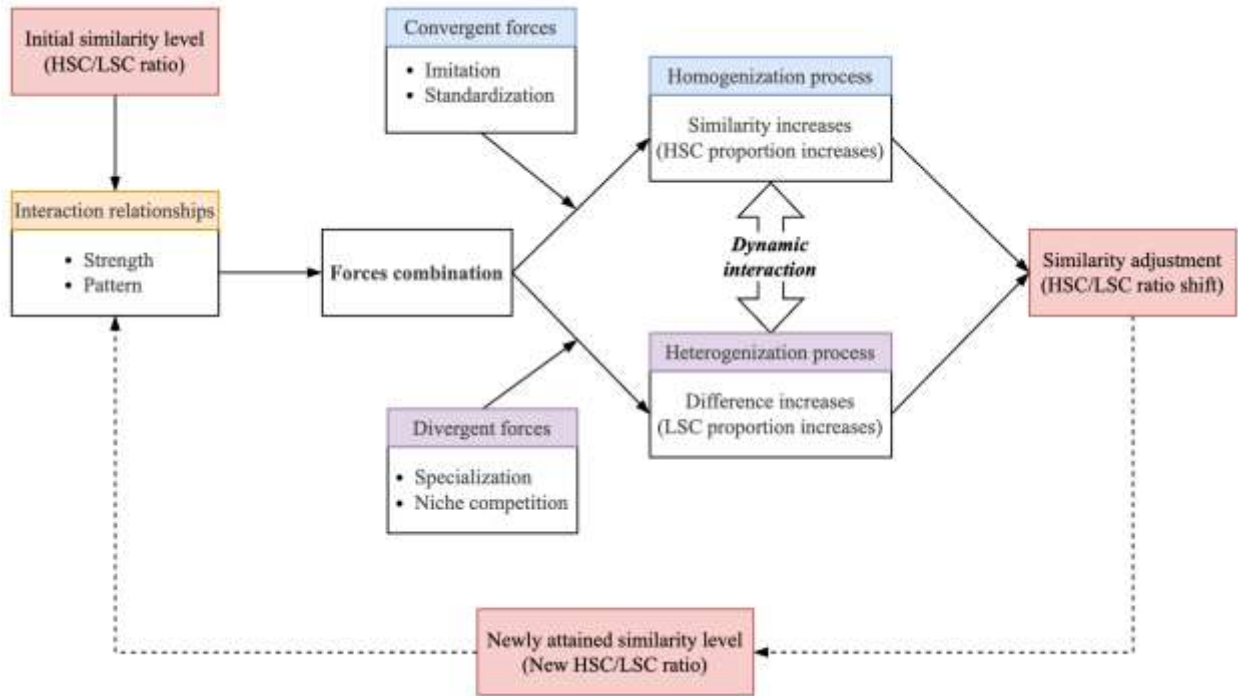 Initial similarity level
(HSC/LSC ratio)
Convergent forces
• Imitation
• Standardization
Homogenization process
Similarity increases
(HSC proportion increases)
Interaction relationships
• Strength
• Pattern
Forces combination
Dynamic
interaction
Similarity adjustment
(HSC/LSC ratio shift)
Heterogenization process
Difference increases
(LSC proportion increases)
Divergent forces
• Specialization
• Niche competition
Newly attained similarity level
(New HSC/LSC ratio)